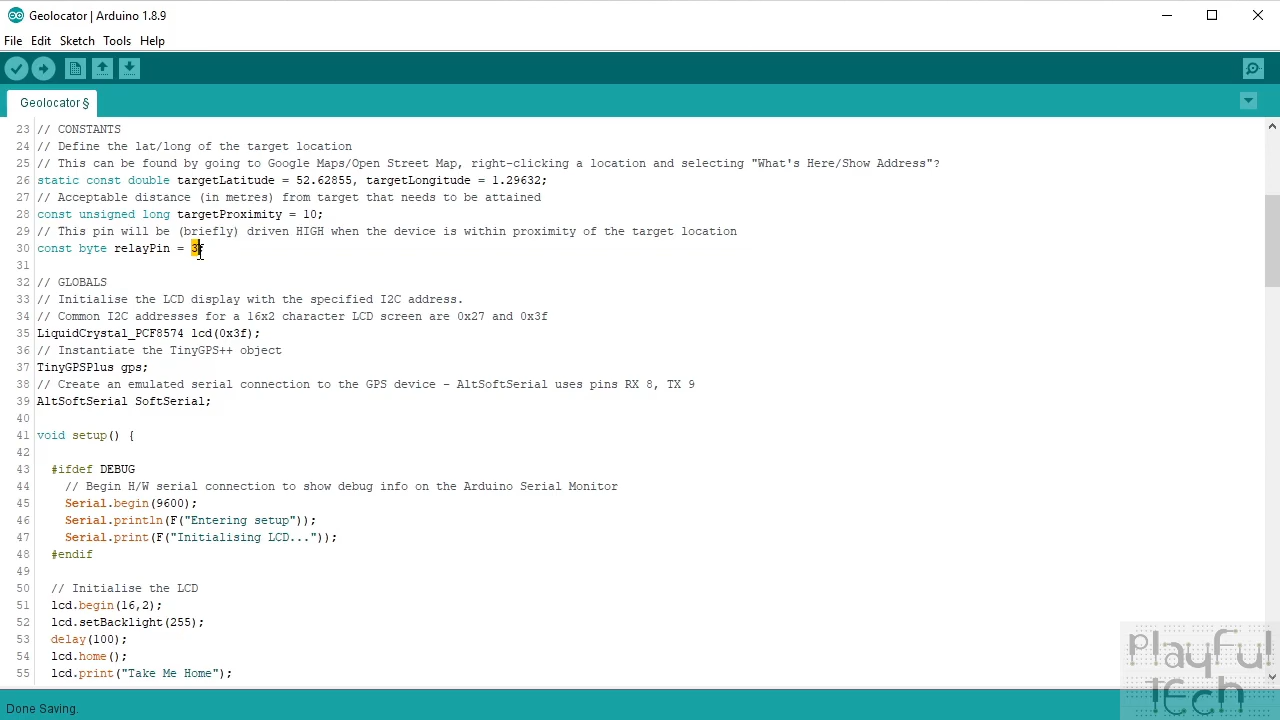 Geolocator | Arduino 1.8.9
File Edit Sketch Tools Help
Geolocator §
23 // CONSTANTS
24 // Define the lat/long of the target location
25 // This can be found by going to Google Maps/Open Street Map, right-clicking a location and selecting "What's Here/Show Address"?
26 static const double targetLatitude = 52.62855, targetLongitude = 1.29632;
27 // Acceptable distance (in metres) from target that needs to be attained
28 const unsigned long targetProximity = 10;
29 // This pin will be (briefly) driven HIGH when the device is within proximity of the target location
30 const byte relayPin = 3;
31
32 // GLOBALS
33 // Initialise the LCD display with the specified I2C address.
34 // Common I2C addresses for a 16x2 character LCD screen are 0x27 and 0x3f
35 LiquidCrystal_PCF8574 lcd(0x3f);
36 // Instantiate the TinyGPS++ object
37 TinyGPSPlus gps;
38 // Create an emulated serial connection to the GPS device - AltSoftSerial uses pins RX 8, TX 9
39 AltSoftSerial SoftSerial;
40
41 void setup() {
42
43 #ifdef DEBUG
44 // Begin H/W serial connection to show debug info on the Arduino Serial Monitor
45 Serial.begin(9600);
46 Serial.println(F("Entering setup"));
47 Serial.print(F("Initialising LCD..."));
48 #endif
49
50 // Initialise the LCD
51 lcd.begin(16,2);
52 lcd.setBacklight(255);
53 delay(100);
54 lcd.home();
55 lcd.print("Take Me Home");
playful
tech
Done Saving.